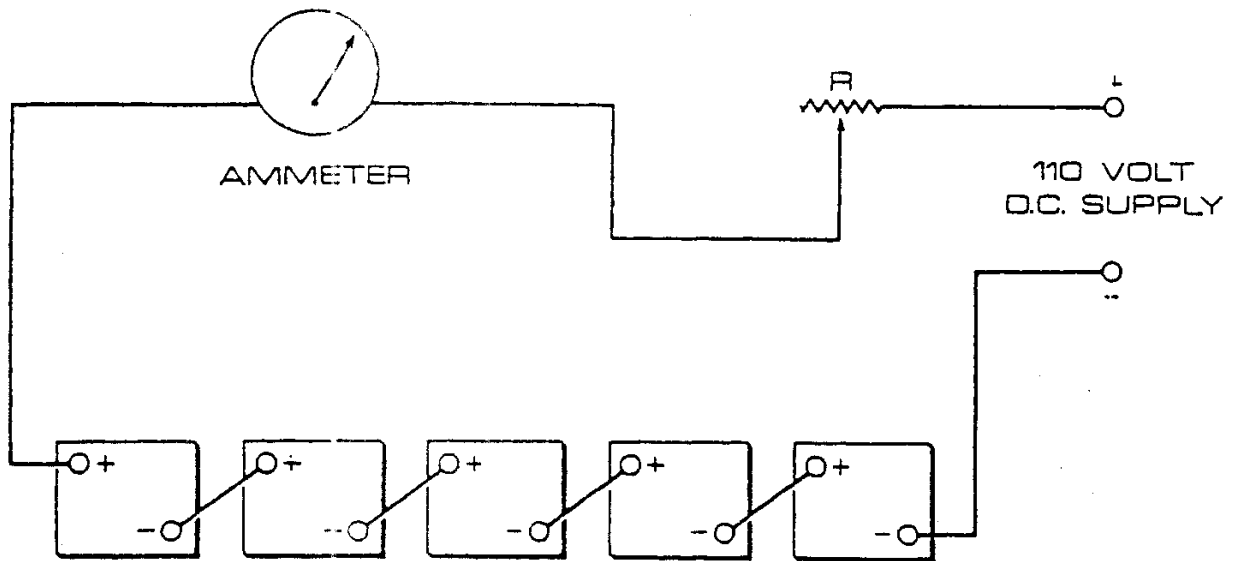 R
+
AMMETER
110 VOLT
D.C. SUPPLY
--
+ + + + +
- -- - - -